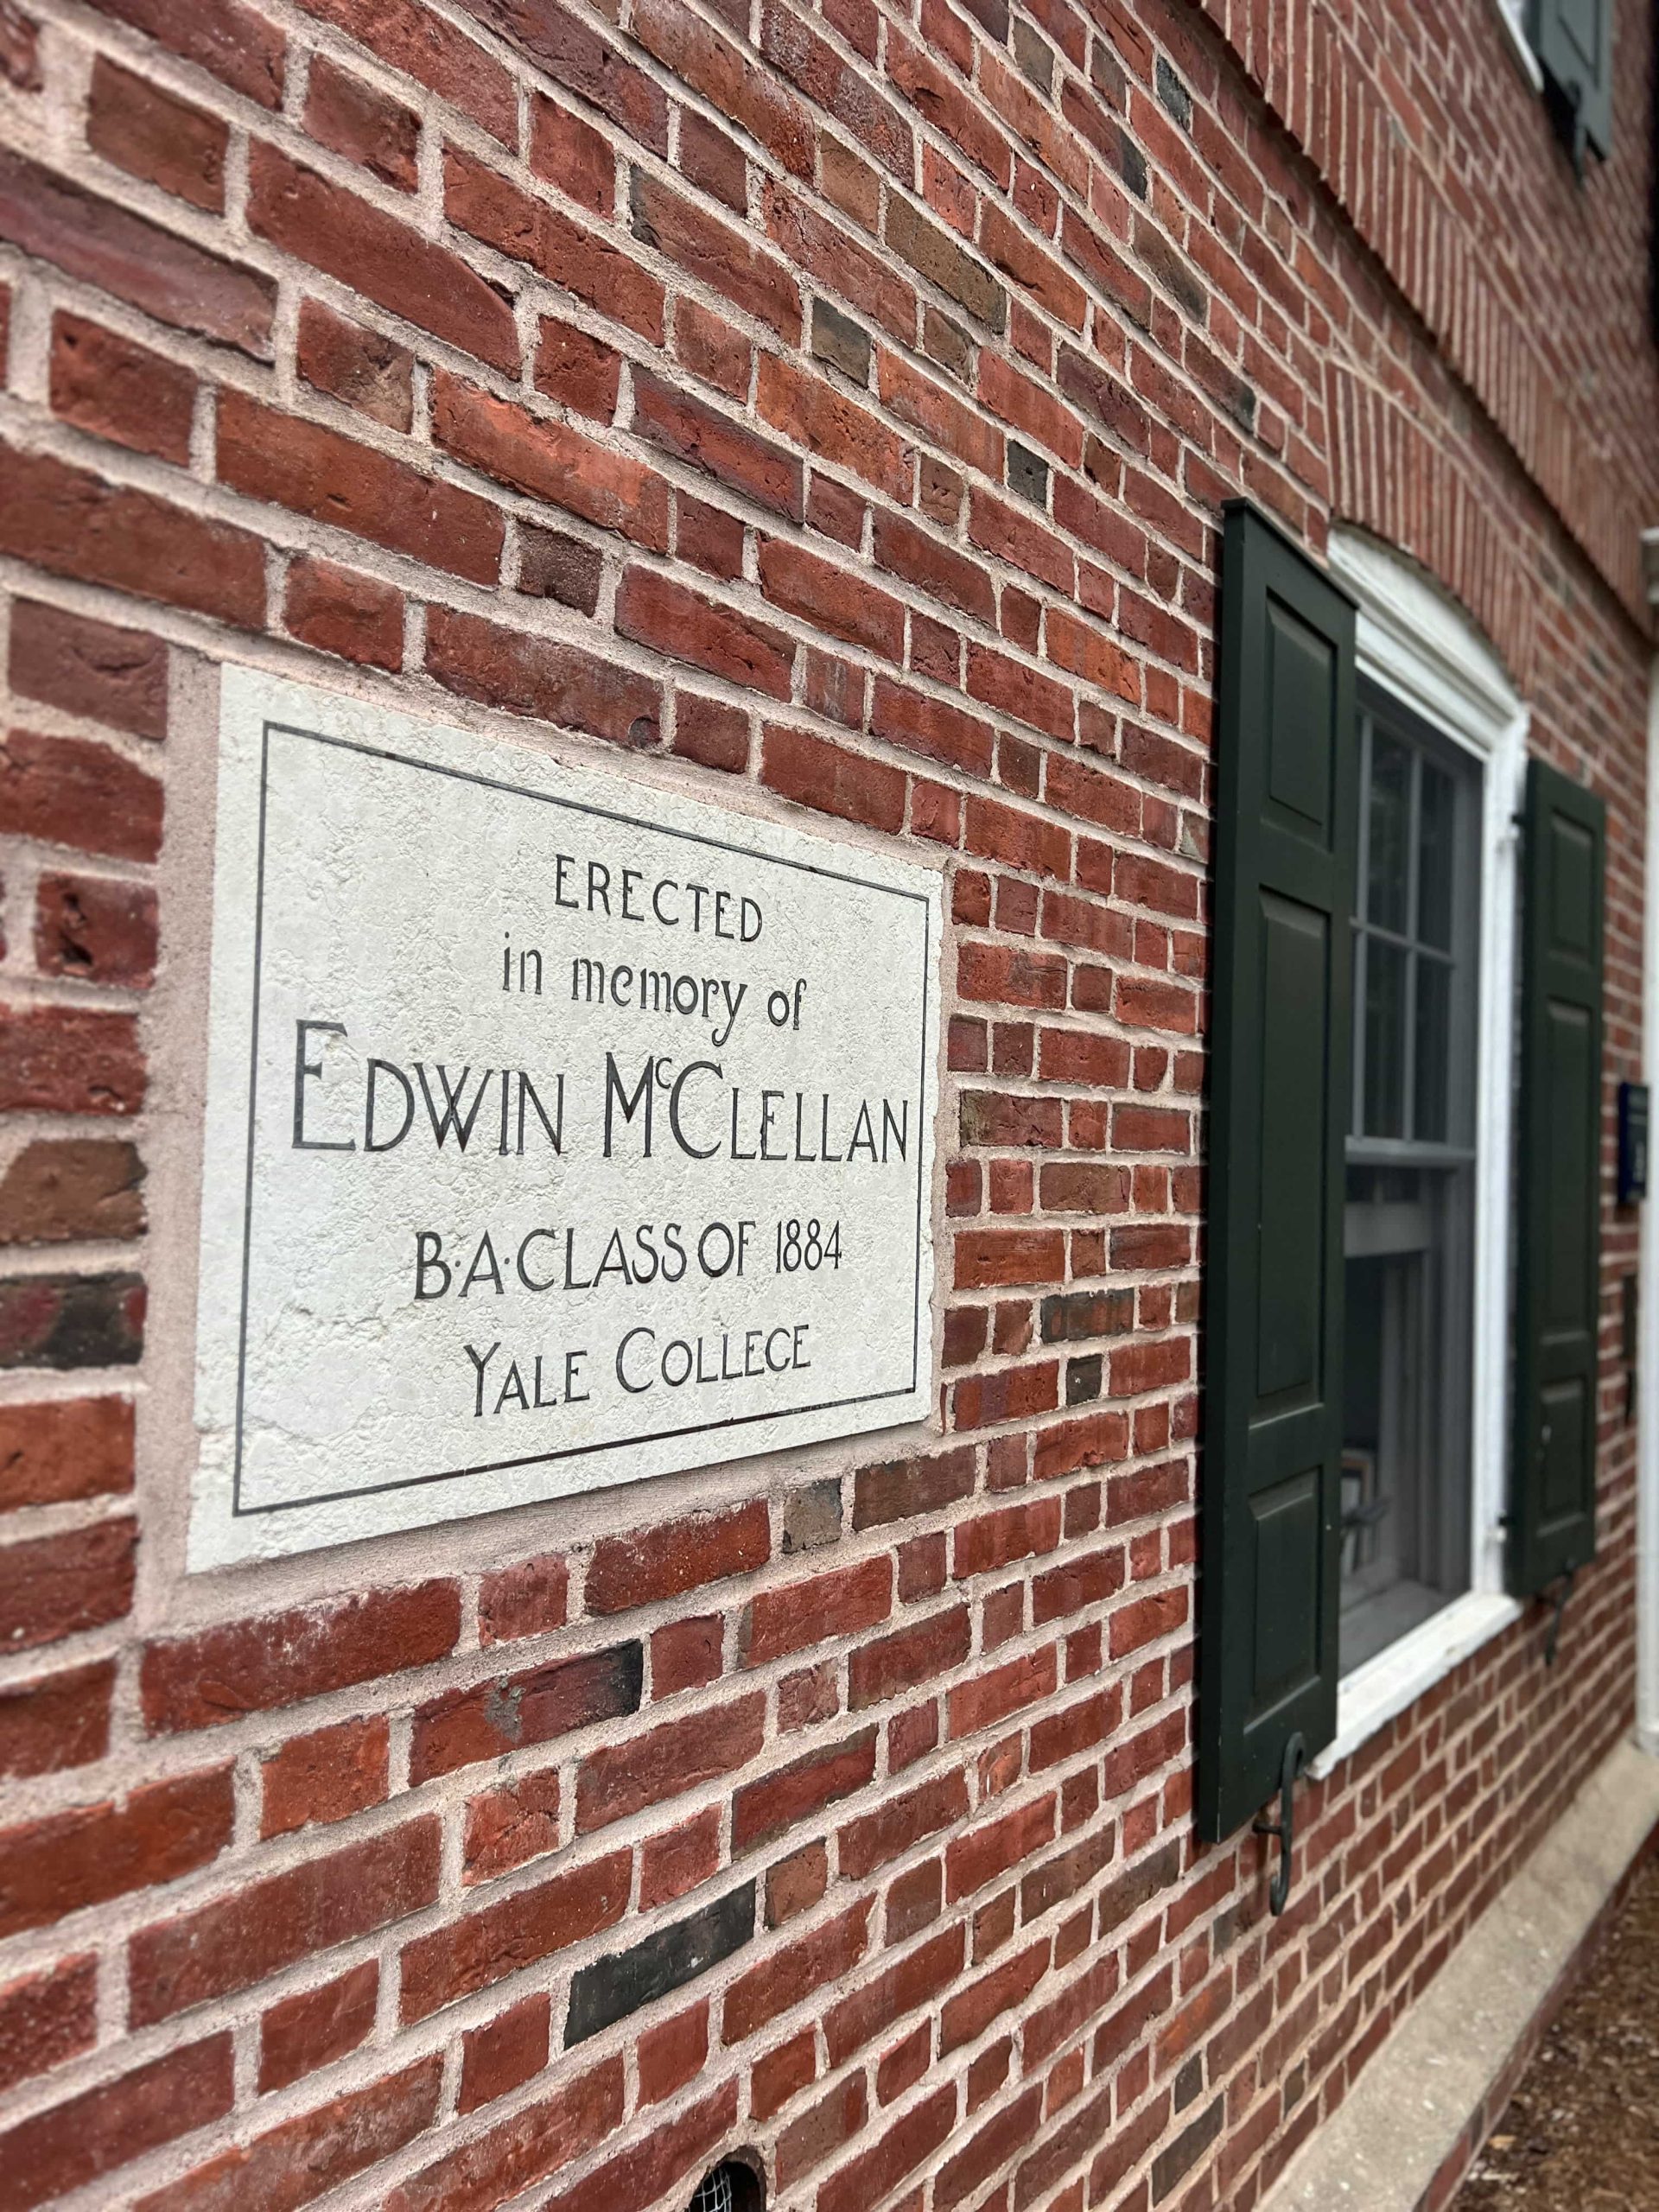 ERECTED
in memory of
EDWIN McCLELLAN
B·A·CLASS OF 1884
YALE COLLEGE